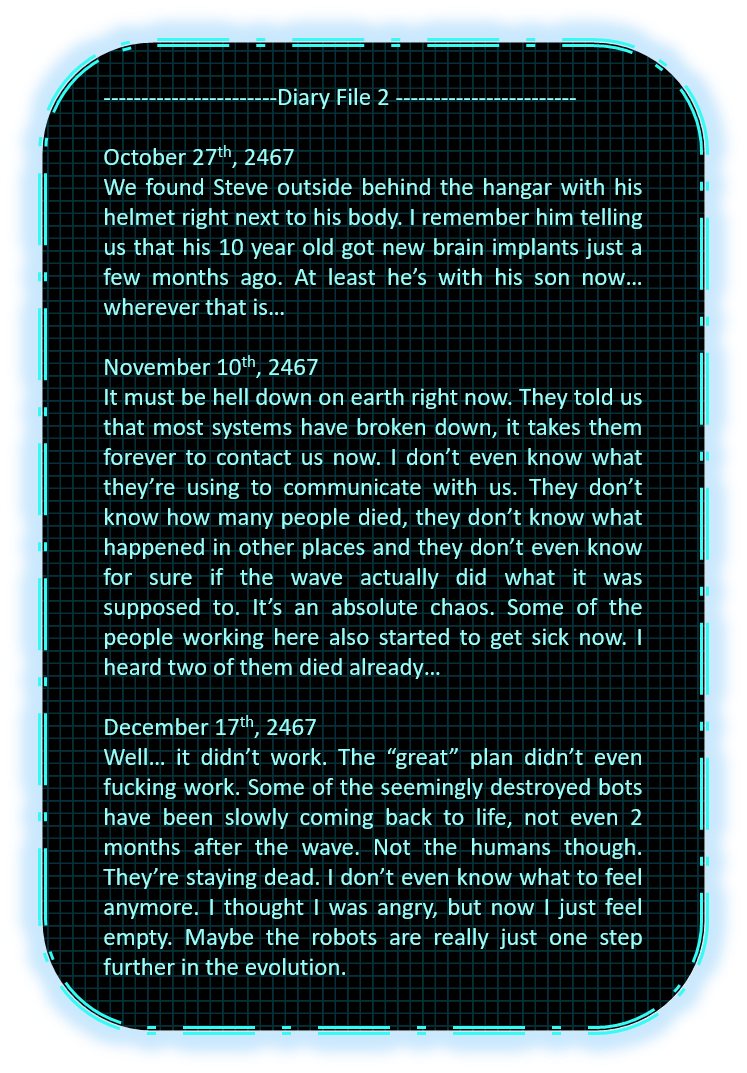 -----------------------Diary File 2 ------------------------
October 27th, 2467
We found Steve outside behind the hangar with his
helmet right next to his body. I remember him telling
us that his 10 year old got new brain implants just a
few months ago. At least he’s with his son now…
wherever that is…
November 10th, 2467
It must be hell down on earth right now. They told us
that most systems have broken down, it takes them
forever to contact us now. I don’t even know what
they’re using to communicate with us. They don’t
know how many people died, they don’t know what
happened in other places and they don’t even know
for sure if the wave actually did what it was
supposed to. It’s an absolute chaos. Some of the
people working here also started to get sick now. I
heard two of them died already…
December 17th, 2467
Well… it didn’t work. The “great” plan didn’t even
fucking work. Some of the seemingly destroyed bots
have been slowly coming back to life, not even 2
months after the wave. Not the humans though.
They’re staying dead. I don’t even know what to feel
anymore. I thought I was angry, but now I just feel
empty. Maybe the robots are really just one step
further in the evolution.